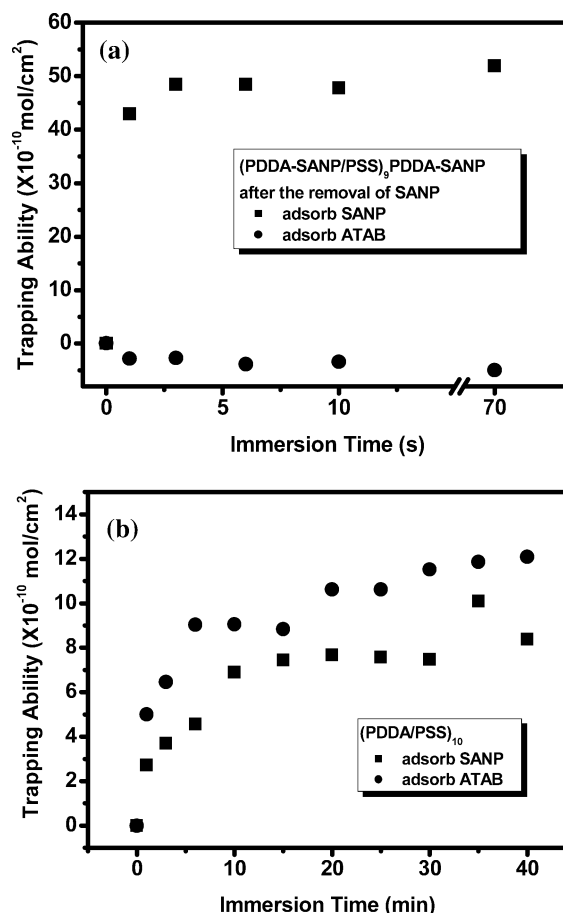 (a)
Trapping Ability (X10⁻¹⁰mol/cm²)
60
50
40
30
20
10
0
(PDDA-SANP/PSS)₉PDDA-SANP
after the removal of SANP
adsorb SANP
adsorb ATAB
0 5 10 70
Immersion Time (s)
(b)
Trapping Ability (X10⁻¹⁰ mol/cm²)
14
12
10
8
6
4
2
0
(PDDA/PSS)₁₀
adsorb SANP
adsorb ATAB
0 10 20 30 40
Immersion Time (min)